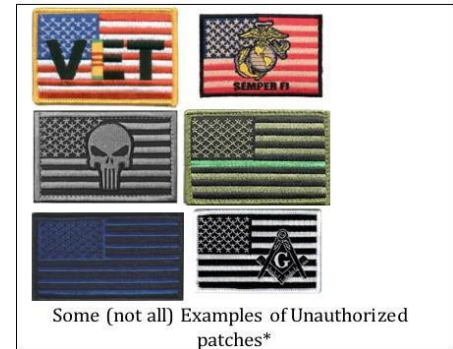 VET
SEMPER FI
G
Some (not all) Examples of Unauthorized
patches*